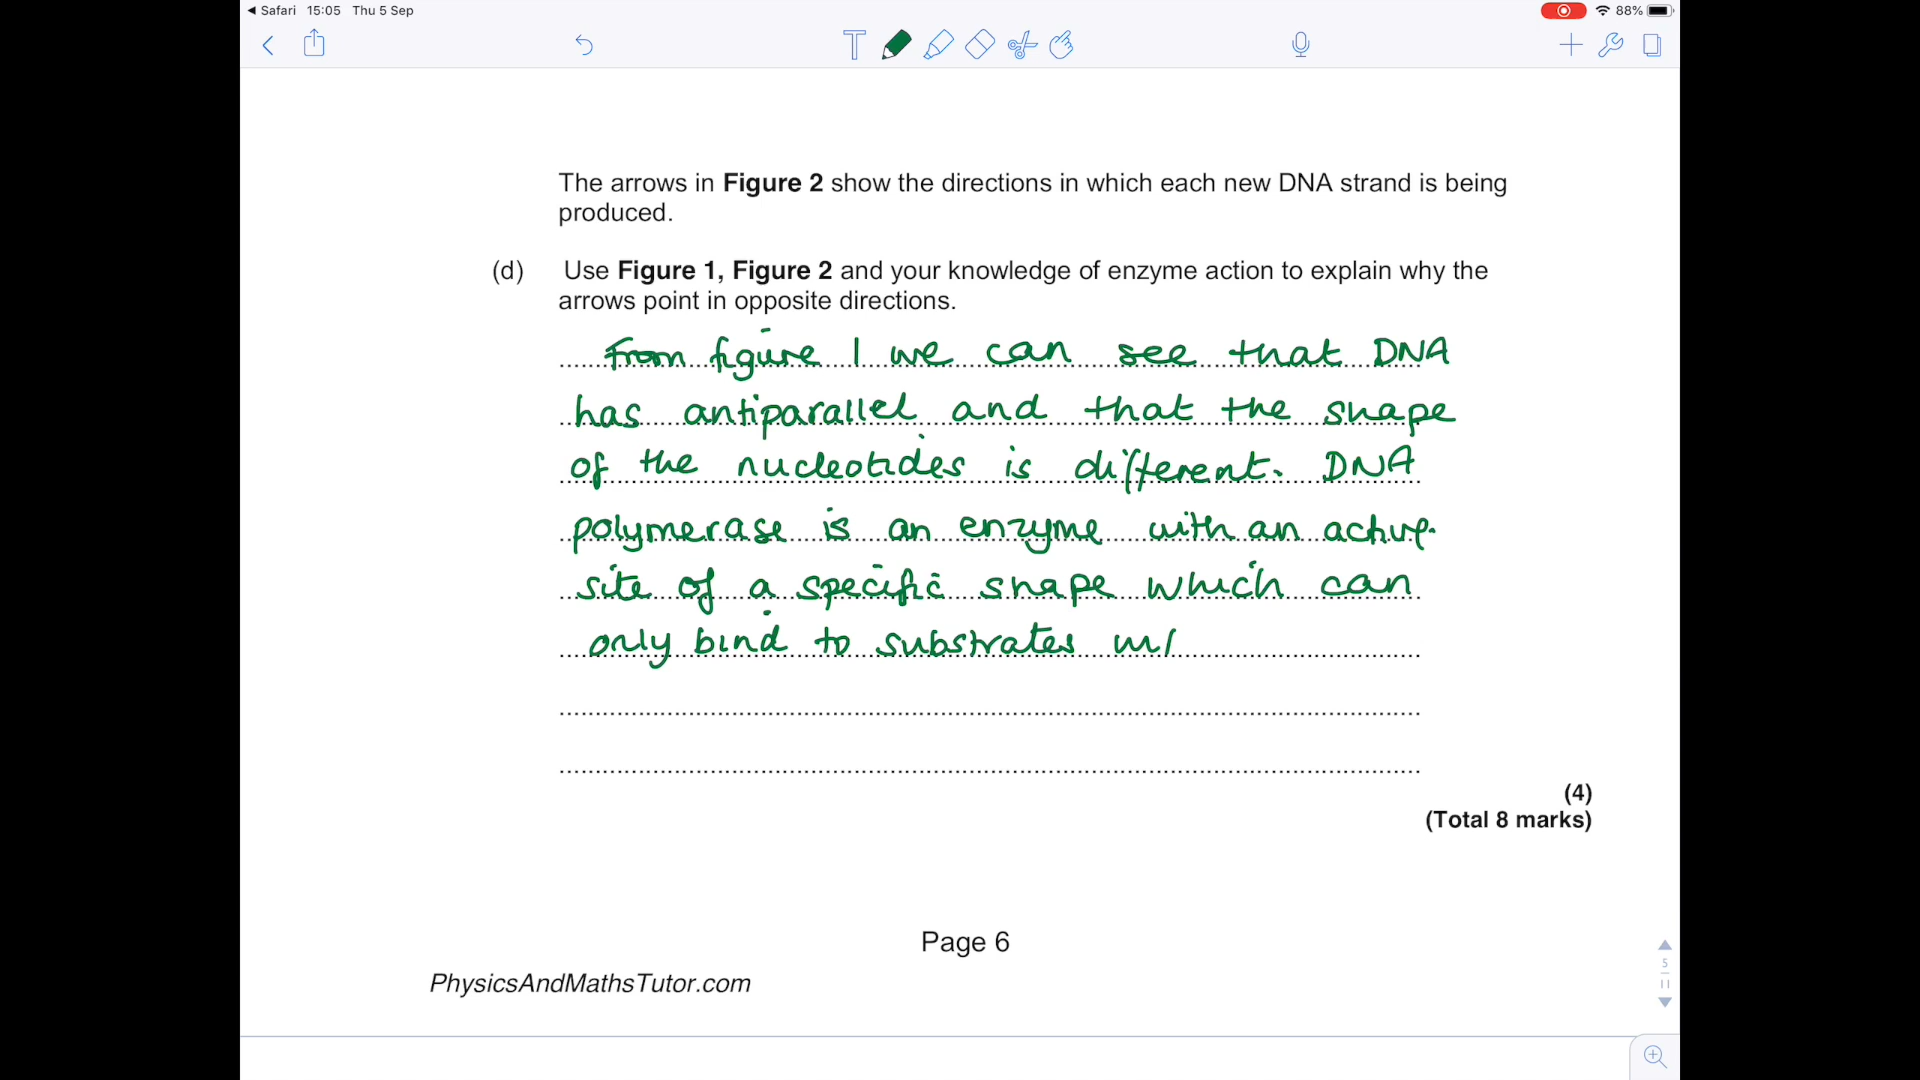 ◀ Safari 15:05 Thu 5 Sep 88%
The arrows in Figure 2 show the directions in which each new DNA strand is being
produced.
(d) Use Figure 1, Figure 2 and your knowledge of enzyme action to explain why the
arrows point in opposite directions.
From figure 1 we can see that DNA
has antiparallel and that the shape
of the nucleotides is different. DNA
polymerase is an enzyme with an active
site of a specific shape which can
only bind to substrates
(4)
(Total 8 marks)
Page 6
PhysicsAndMathsTutor.com
5
11